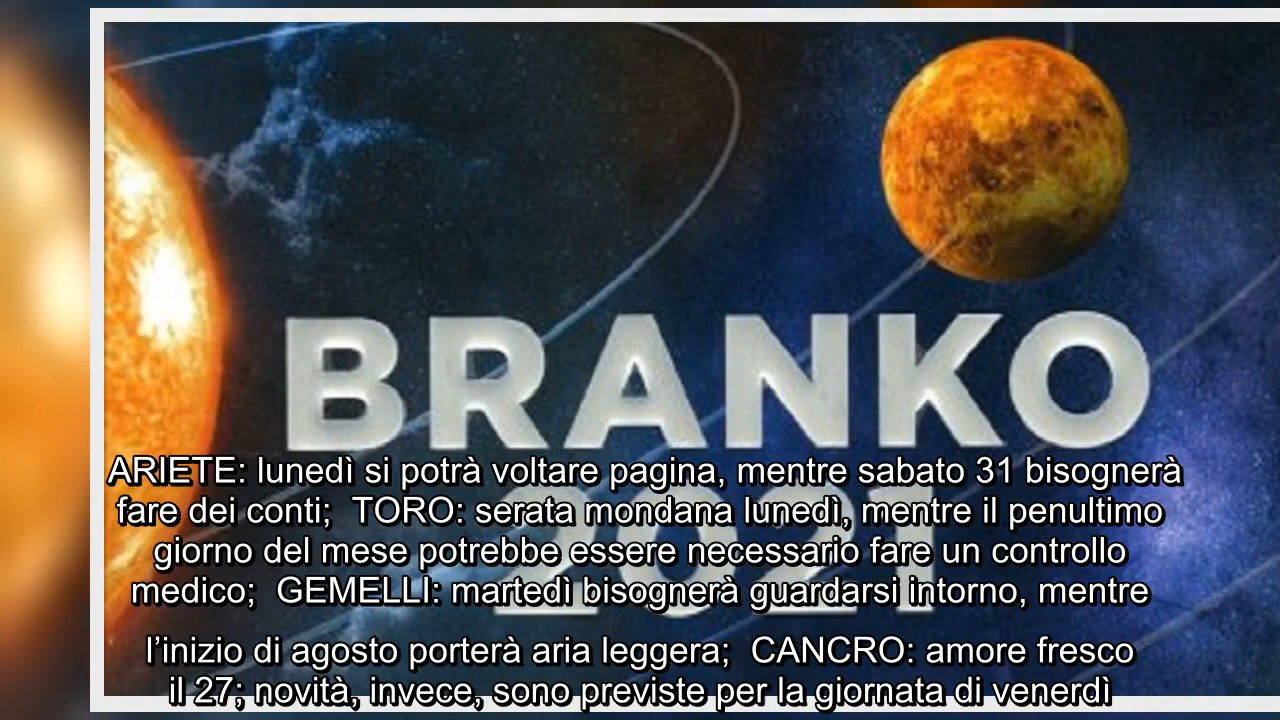 BRANKO
2021
ARIETE: lunedì si potrà voltare pagina, mentre sabato 31 bisognerà
fare dei conti; TORO: serata mondana lunedì, mentre il penultimo
giorno del mese potrebbe essere necessario fare un controllo
medico; GEMELLI: martedì bisognerà guardarsi intorno, mentre
l’inizio di agosto porterà aria leggera; CANCRO: amore fresco
il 27; novità, invece, sono previste per la giornata di venerdì